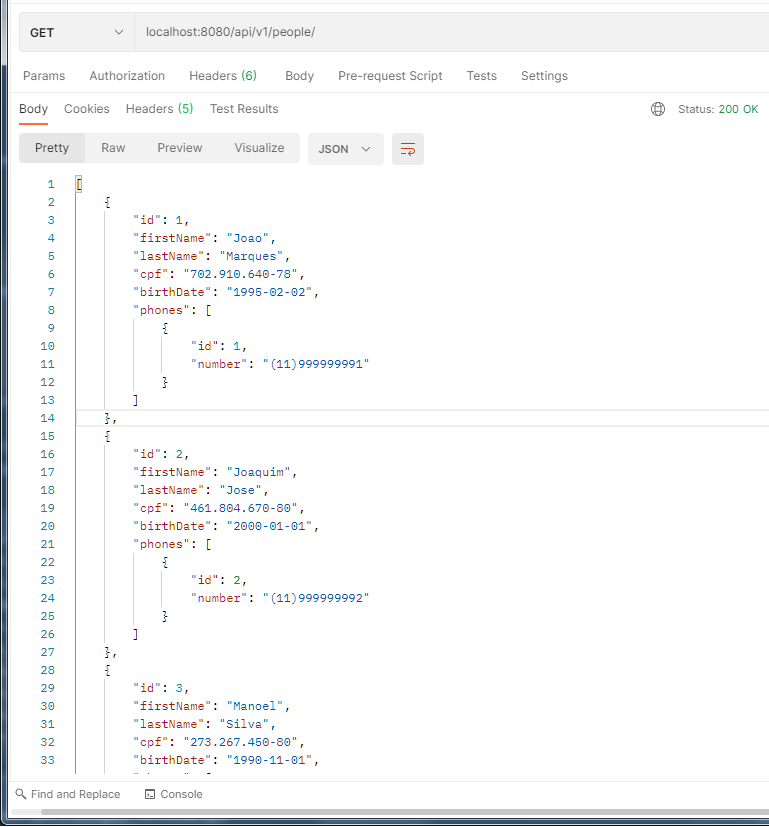 GET localhost:8080/api/v1/people/
Params Authorization Headers (6) Body Pre-request Script Tests Settings
Body Cookies Headers (5) Test Results Status: 200 OK
Pretty Raw Preview Visualize JSON
1 [
2 {
3 "id": 1,
4 "firstName": "Joao",
5 "lastName": "Marques",
6 "cpf": "702.910.640-78",
7 "birthDate": "1995-02-02",
8 "phones": [
9 {
10 "id": 1,
11 "number": "(11)999999991"
12 }
13 ]
14 },
15 {
16 "id": 2,
17 "firstName": "Joaquim",
18 "lastName": "Jose",
19 "cpf": "461.804.670-80",
20 "birthDate": "2000-01-01",
21 "phones": [
22 {
23 "id": 2,
24 "number": "(11)999999992"
25 }
26 ]
27 },
28 {
29 "id": 3,
30 "firstName": "Manoel",
31 "lastName": "Silva",
32 "cpf": "273.267.450-80",
33 "birthDate": "1990-11-01",
Find and Replace Console